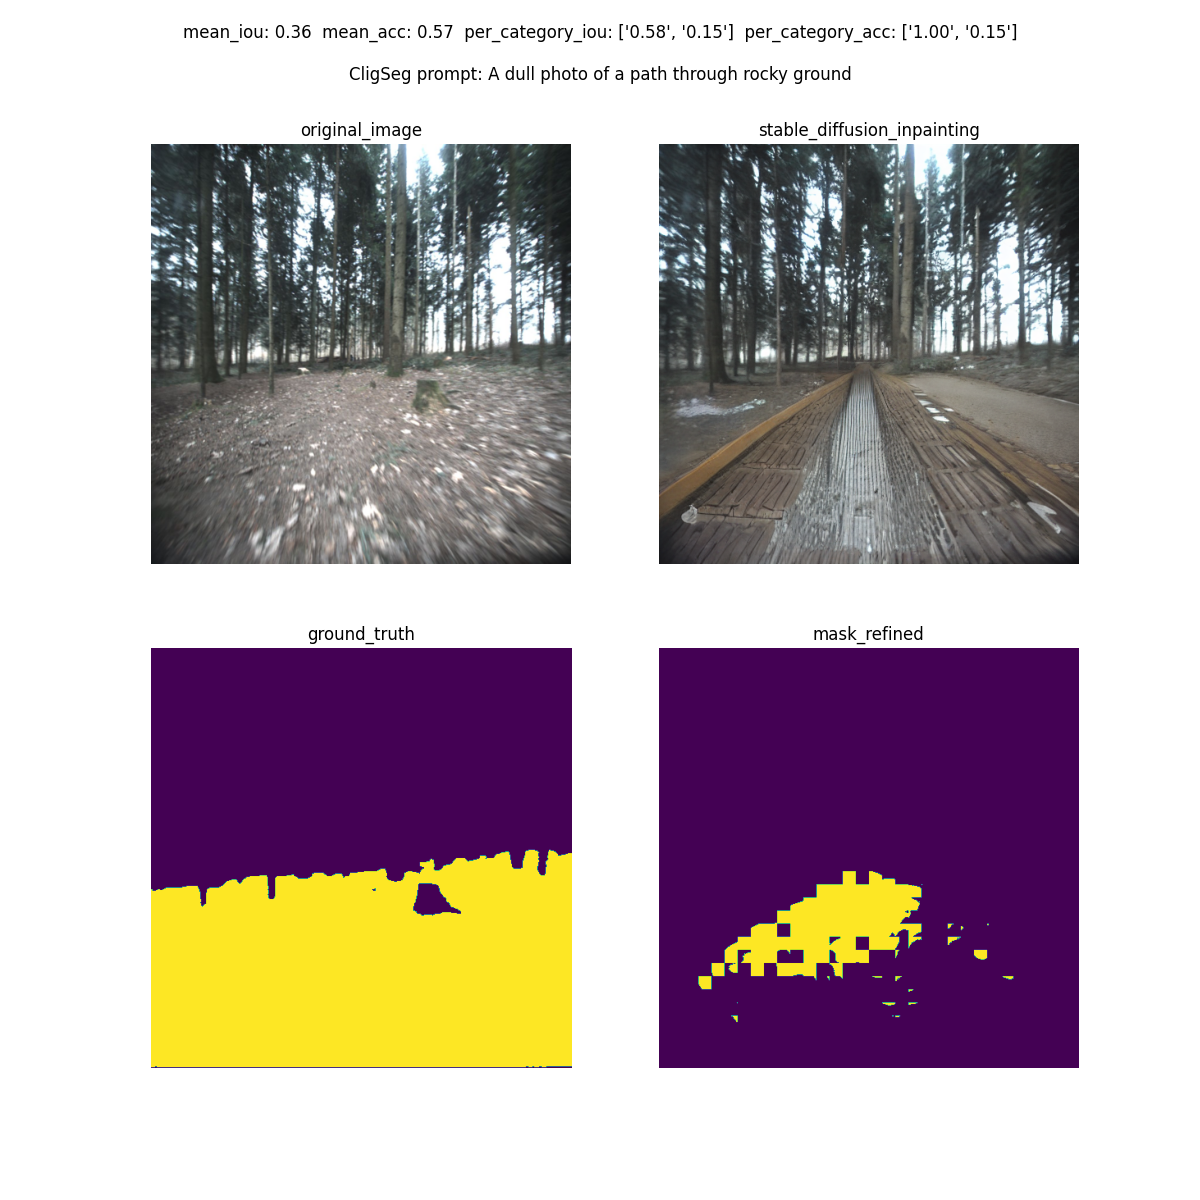 mean_iou: 0.36  mean_acc: 0.57  per_category_iou: ['0.58', '0.15']  per_category_acc: ['1.00', '0.15']
CligSeg prompt: A dull photo of a path through rocky ground
original_image
stable_diffusion_inpainting
ground_truth
mask_refined